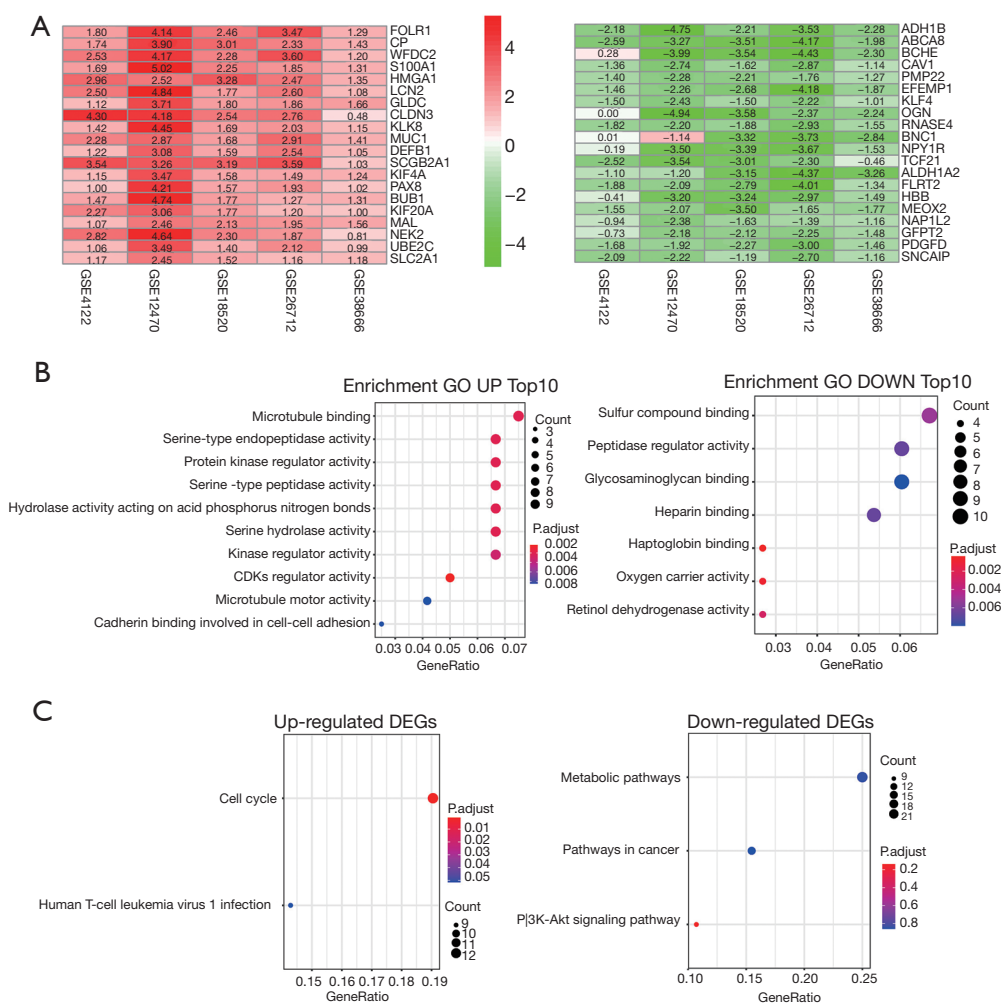 A
1.80 4.14 2.46 3.47 1.29 FOLR1
1.74 3.90 3.01 2.33 1.43 CP
2.53 4.17 2.28 3.60 1.20 WFDC2
1.69 5.02 2.25 1.85 1.31 S100A1
2.96 2.52 3.28 2.47 1.35 HMGA1
2.50 4.84 1.77 2.60 1.08 LCN2
1.12 3.71 1.80 1.86 1.66 GLDC
4.30 4.18 2.54 2.76 0.48 CLDN3
1.42 4.45 1.69 2.03 1.15 KLK8
2.28 2.87 1.68 2.91 1.41 MUC1
1.22 3.08 1.59 2.54 1.05 DEFB1
3.54 3.26 3.19 3.59 1.03 SCGB2A1
1.15 3.47 1.58 1.49 1.24 KIF4A
1.00 4.21 1.57 1.93 1.02 PAX8
1.47 4.74 1.77 1.27 1.31 BUB1
2.27 3.06 1.77 1.20 1.00 KIF20A
1.07 2.46 2.13 1.95 1.56 MAL
2.82 4.64 2.30 1.87 0.81 NEK2
1.06 3.49 1.40 2.12 0.99 UBE2C
1.17 2.45 1.52 1.16 1.18 SLC2A1
GSE4122 GSE12470 GSE18520 GSE26712 GSE38666
4
2
0
−2
−4
−2.18 −4.75 −2.21 −3.53 −2.28 ADH1B
−2.59 −3.27 −3.51 −4.17 −1.98 ABCA8
0.28 −3.99 −3.54 −4.43 −2.30 BCHE
−1.36 −2.74 −1.62 −2.87 −1.14 CAV1
−1.40 −2.28 −2.21 −1.76 −1.27 PMP22
−1.46 −2.26 −2.68 −4.18 −1.87 EFEMP1
−1.50 −2.43 −1.50 −2.22 −1.01 KLF4
0.00 −4.94 −3.58 −2.37 −2.24 OGN
−1.82 −2.20 −1.88 −2.93 −1.55 RNASE4
0.01 −1.14 −3.32 −3.73 −2.84 BNC1
−0.19 −3.50 −3.39 −3.67 −1.53 NPY1R
−2.52 −3.54 −3.01 −2.30 −0.46 TCF21
−1.10 −1.20 −3.15 −4.37 −3.26 ALDH1A2
−1.88 −2.09 −2.79 −4.01 −1.34 FLRT2
−0.41 −3.20 −3.24 −2.97 −1.49 HBB
−1.55 −2.07 −3.50 −1.65 −1.77 MEOX2
−0.94 −2.38 −1.63 −1.39 −1.16 NAP1L2
−0.73 −2.18 −2.12 −2.25 −1.48 GFPT2
−1.68 −1.92 −2.27 −3.00 −1.46 PDGFD
−2.09 −2.22 −1.19 −2.70 −1.16 SNCAIP
GSE4122 GSE12470 GSE18520 GSE26712 GSE38666
B
Enrichment GO UP Top10
Microtubule binding
Serine-type endopeptidase activity
Protein kinase regulator activity
Serine -type peptidase activity
Hydrolase activity acting on acid phosphorus nitrogen bonds
Serine hydrolase activity
Kinase regulator activity
CDKs regulator activity
Microtubule motor activity
Cadherin binding involved in cell-cell adhesion
0.03 0.04 0.05 0.06 0.07
GeneRatio
Count
3
4
5
6
7
8
9
P.adjust
0.002
0.004
0.006
0.008
Enrichment GO DOWN Top10
Sulfur compound binding
Peptidase regulator activity
Glycosaminoglycan binding
Heparin binding
Haptoglobin binding
Oxygen carrier activity
Retinol dehydrogenase activity
0.03 0.04 0.05 0.06
GeneRatio
Count
4
5
6
7
8
9
10
P.adjust
0.002
0.004
0.006
C
Up-regulated DEGs
Cell cycle
Human T-cell leukemia virus 1 infection
0.15 0.16 0.17 0.18 0.19
GeneRatio
P.adjust
0.01
0.02
0.03
0.04
0.05
Count
9
10
11
12
Down-regulated DEGs
Metabolic pathways
Pathways in cancer
P|3K-Akt signaling pathway
0.10 0.15 0.20 0.25
GeneRatio
Count
9
12
15
18
21
P.adjust
0.2
0.4
0.6
0.8